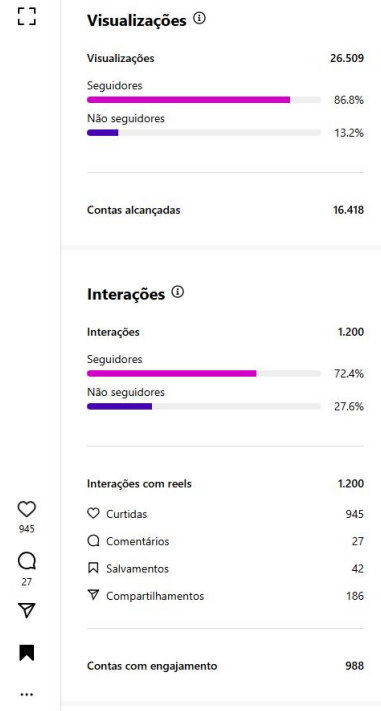 Visualizações
Visualizações 26.509
Seguidores
86.8%
Não seguidores
13.2%
Contas alcançadas 16.418
Interações
Interações 1.200
Seguidores
72.4%
Não seguidores
27.6%
Interações com reels 1.200
Curtidas 945
Comentários 27
Salvamentos 42
Compartilhamentos 186
Contas com engajamento 988
945
27